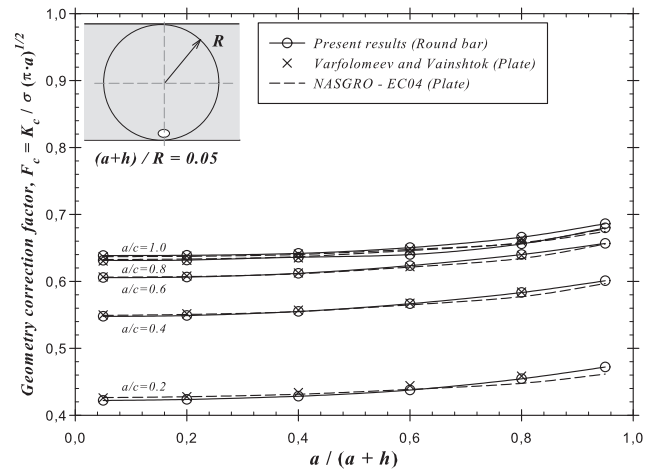 Geometry correction factor, F_c = K_c / σ (π·a)^1/2
1,0
0,9
0,8
0,7
0,6
0,5
0,4
R
(a+h) / R = 0.05
Present results (Round bar)
Varfolomeev and Vainshtok (Plate)
NASGRO - EC04 (Plate)
a/c=1.0
a/c=0.8
a/c=0.6
a/c=0.4
a/c=0.2
0,0 0,2 0,4 0,6 0,8 1,0
a / (a + h)